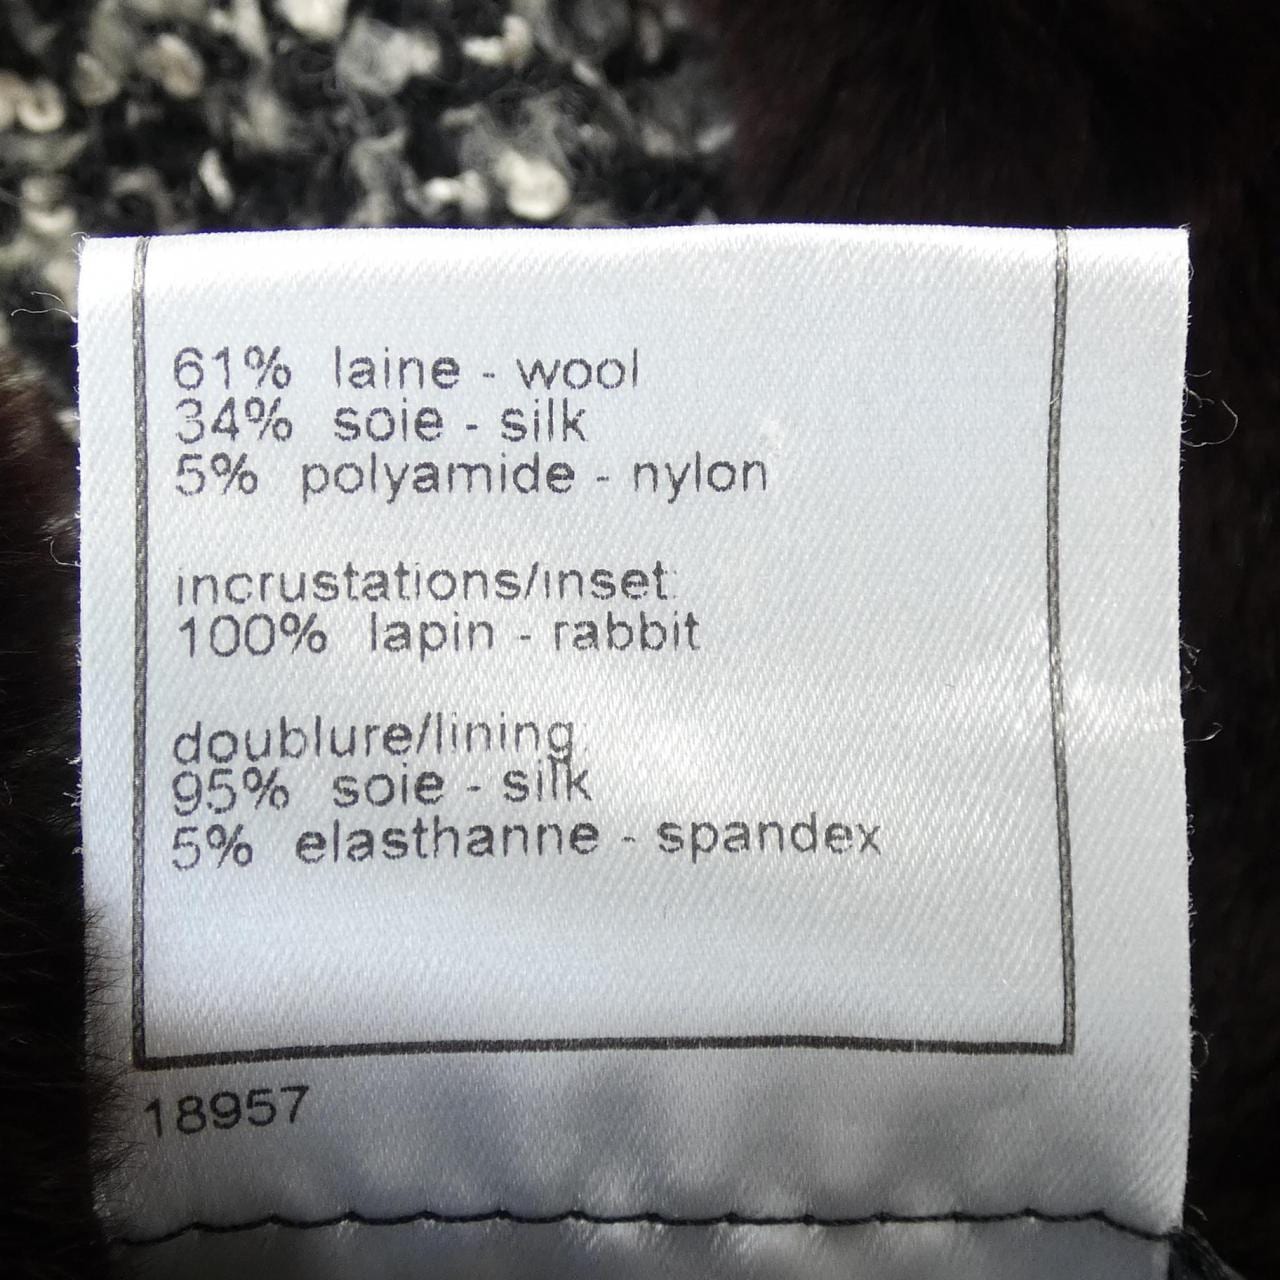 61% laine - wool
34% soie - silk
5% polyamide - nylon
incrustations/inset:
100% lapin - rabbit
doublure/lining:
95% soie - silk
5% elasthanne - spandex
18957